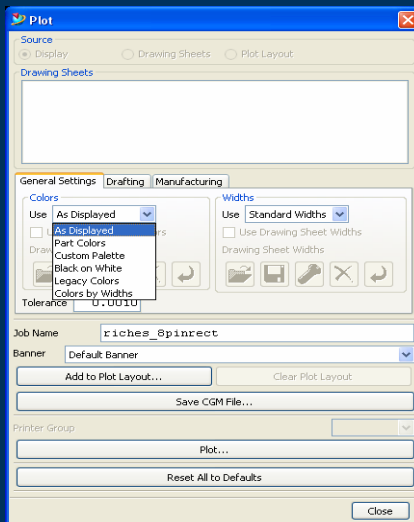 Plot
Source
Display Drawing Sheets Plot Layout
Drawing Sheets
General Settings Drafting Manufacturing
Colors Widths
Use As Displayed Use Standard Widths
As Displayed
Part Colors
Custom Palette
Black on White
Legacy Colors
Colors by Widths
Use Drawing Sheet Widths
Drawing Sheet Widths
Tolerance 0.0010
Job Name riches_8pinrect
Banner Default Banner
Add to Plot Layout... Clear Plot Layout
Save CGM File...
Printer Group
Plot...
Reset All to Defaults
Close